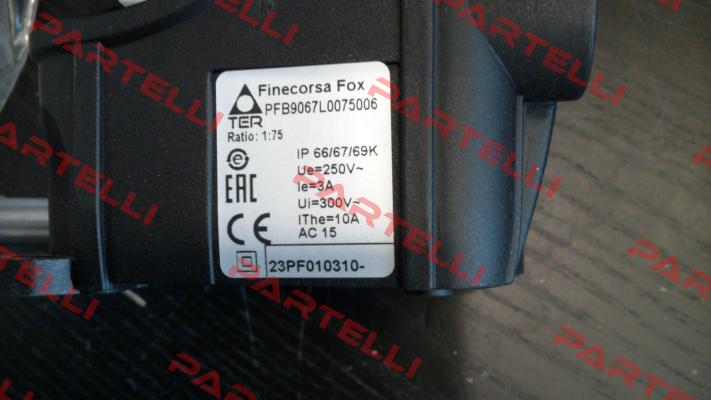 Finecorsa Fox
PFB9067L0075006
TER
Ratio: 1:75
IP 66/67/69K
Ue=250V~
Ie=3A
Ui=300V~
IThe=10A
AC 15
EAC
CE
23PF010310-
PARTELLI
PARTELLI
PARTELLI
PARTELLI
PARTELLI
PARTELLI
PARTELLI
PARTELLI